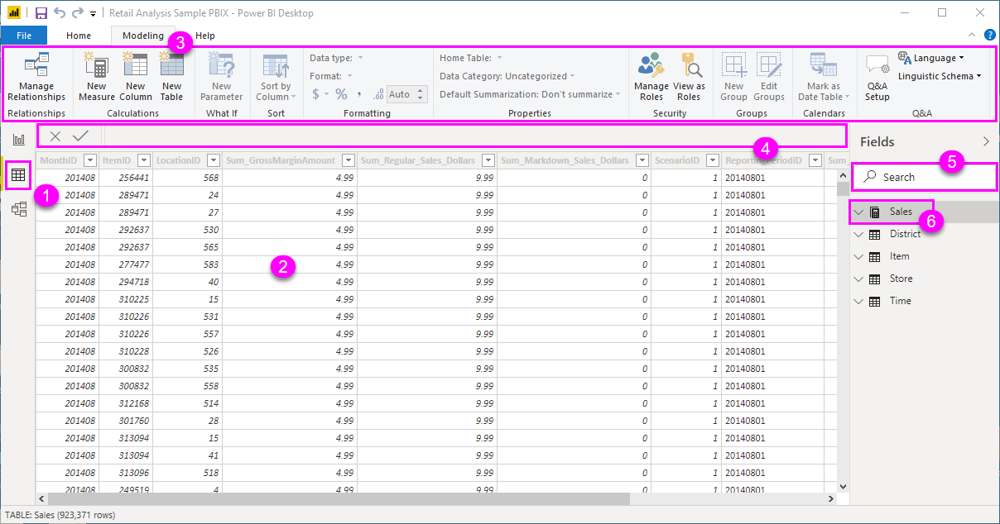 Retail Analysis Sample PBIX - Power BI Desktop
File Home Modeling Help
3
Data type: Home Table: Language
Format: Data Category: Uncategorized Linguistic Schema
Manage Relationships New Measure New Column New Table New Parameter Sort by Column $ % , .00 Auto Default Summarization: Don't summarize Manage Roles View as Roles New Group Edit Groups Mark as Date Table Q&A Setup
Relationships Calculations What If Sort Formatting Properties Security Groups Calendars Q&A
4
Fields
5
Search
1
MonthID ItemID LocationID Sum_GrossMarginAmount Sum_Regular_Sales_Dollars Sum_Markdown_Sales_Dollars ScenarioID ReportingPeriodID Sum_
201408 256441 568 4.99 9.99 0 1 20140801
201408 289471 24 4.99 9.99 0 1 20140801
201408 289471 27 4.99 9.99 0 1 20140801
201408 292637 530 4.99 9.99 0 1 20140801
201408 292637 565 4.99 9.99 0 1 20140801
201408 277477 583 4.99 9.99 0 1 20140801
2
201408 294718 40 4.99 9.99 0 1 20140801
201408 310225 15 4.99 9.99 0 1 20140801
201408 310226 531 4.99 9.99 0 1 20140801
201408 310226 557 4.99 9.99 0 1 20140801
201408 310228 526 4.99 9.99 0 1 20140801
201408 300832 535 4.99 9.99 0 1 20140801
201408 300832 558 4.99 9.99 0 1 20140801
201408 312168 514 4.99 9.99 0 1 20140801
201408 301760 28 4.99 9.99 0 1 20140801
201408 313094 15 4.99 9.99 0 1 20140801
201408 313094 41 4.99 9.99 0 1 20140801
201408 313096 518 4.99 9.99 0 1 20140801
201408 249519 4 4.99 9.99 0 1 20140801
Sales
6
District
Item
Store
Time
TABLE: Sales (923,371 rows)